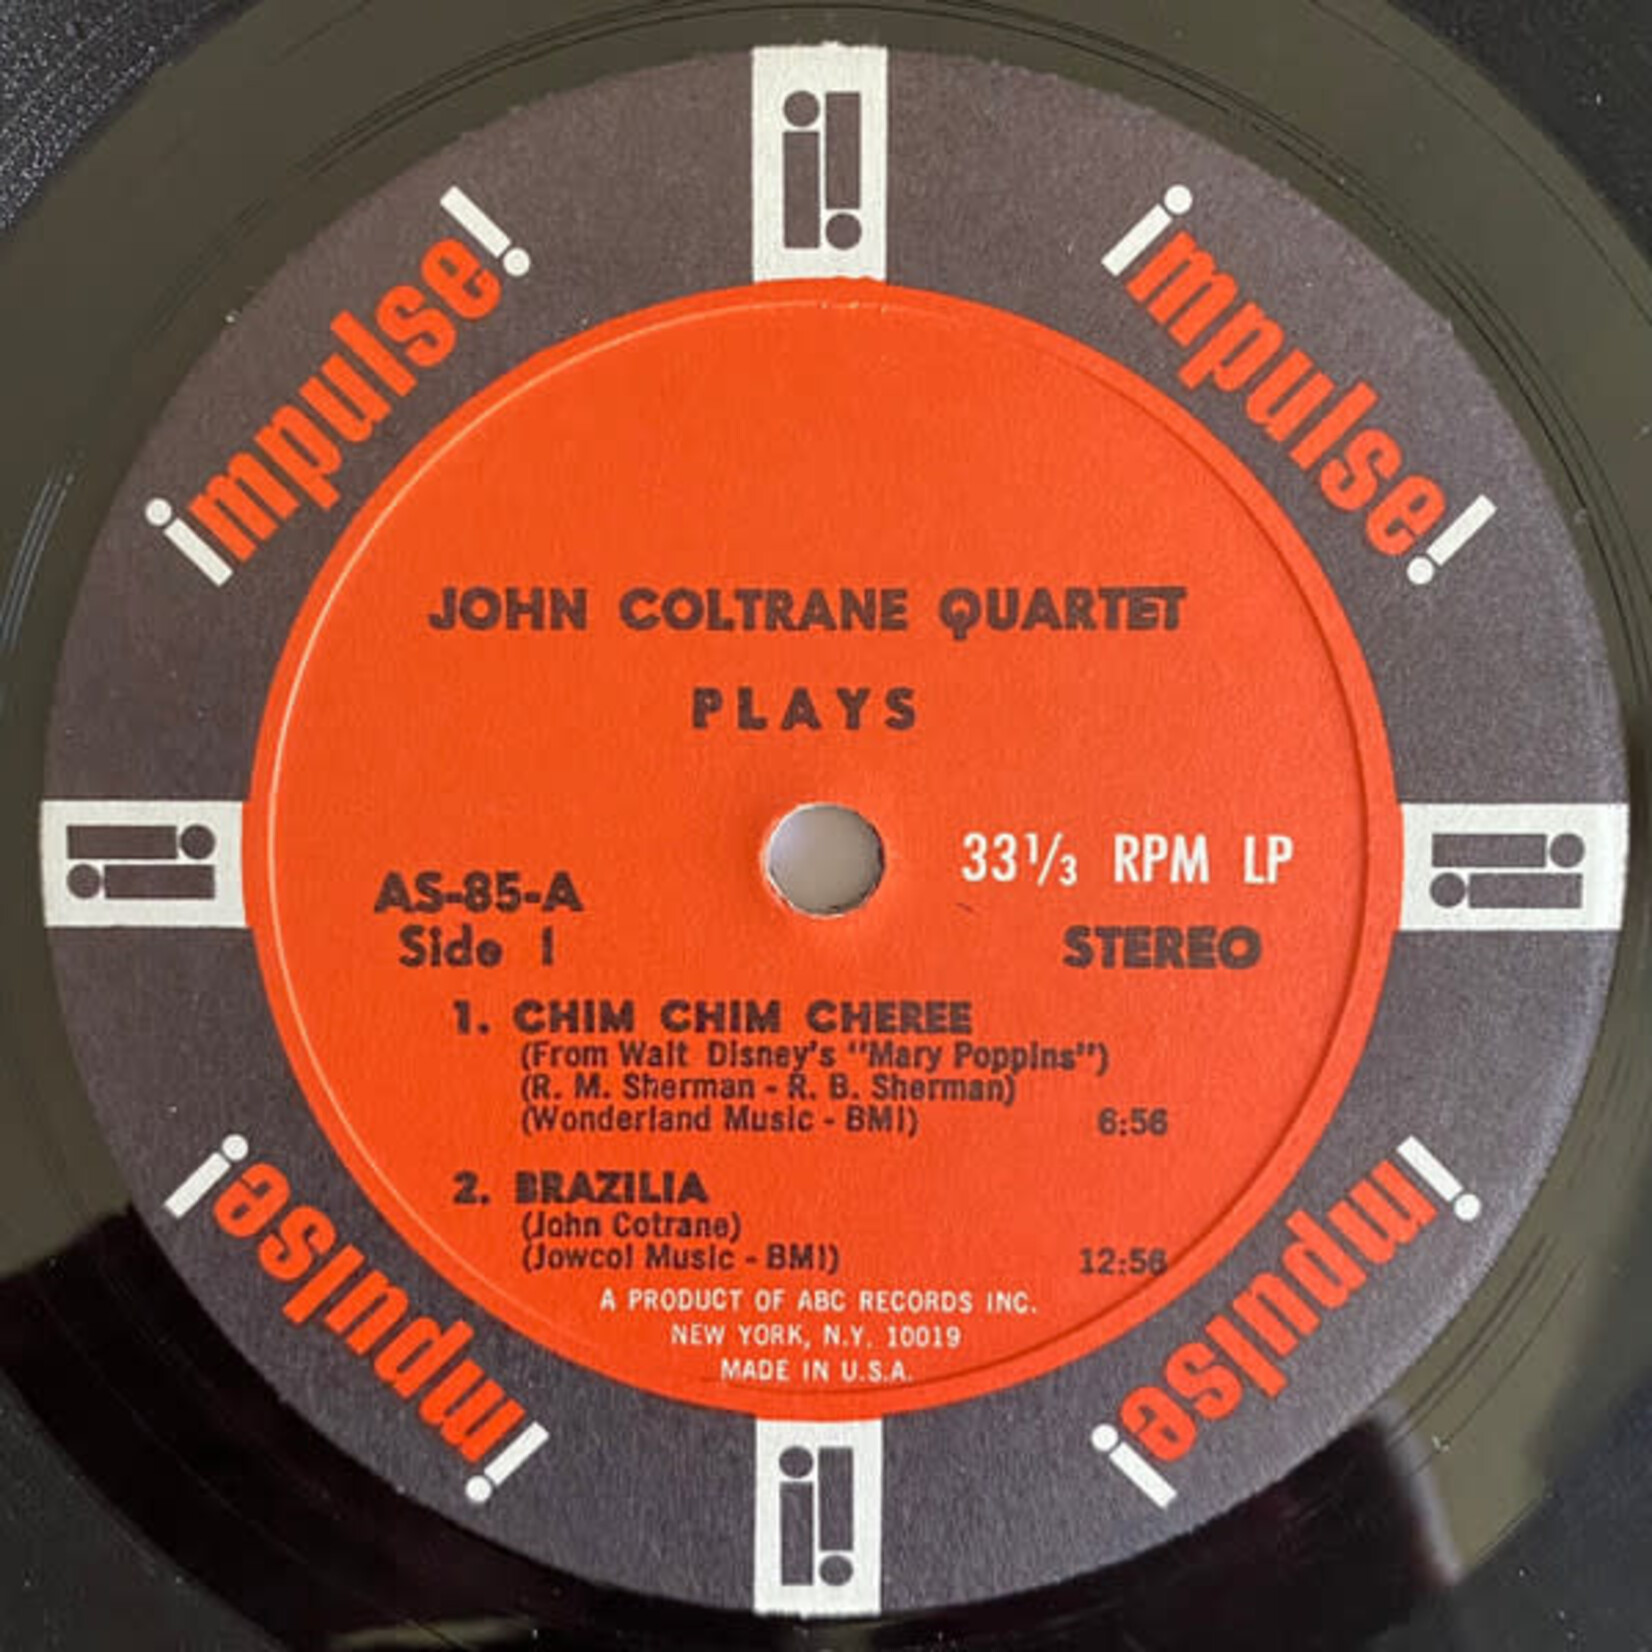 impulse!
impulse!
JOHN COLTRANE QUARTET
PLAYS
33⅓ RPM LP
AS-85-A
Side 1
STEREO
1. CHIM CHIM CHEREE
(From Walt Disney's "Mary Poppins")
(R. M. Sherman - R. B. Sherman)
(Wonderland Music - BMI) 6:56
2. BRAZILIA
(John Cotrane)
(Jowcol Music - BMI) 12:56
A PRODUCT OF ABC RECORDS INC.
NEW YORK, N.Y. 10019
MADE IN U.S.A.
impulse!
impulse!